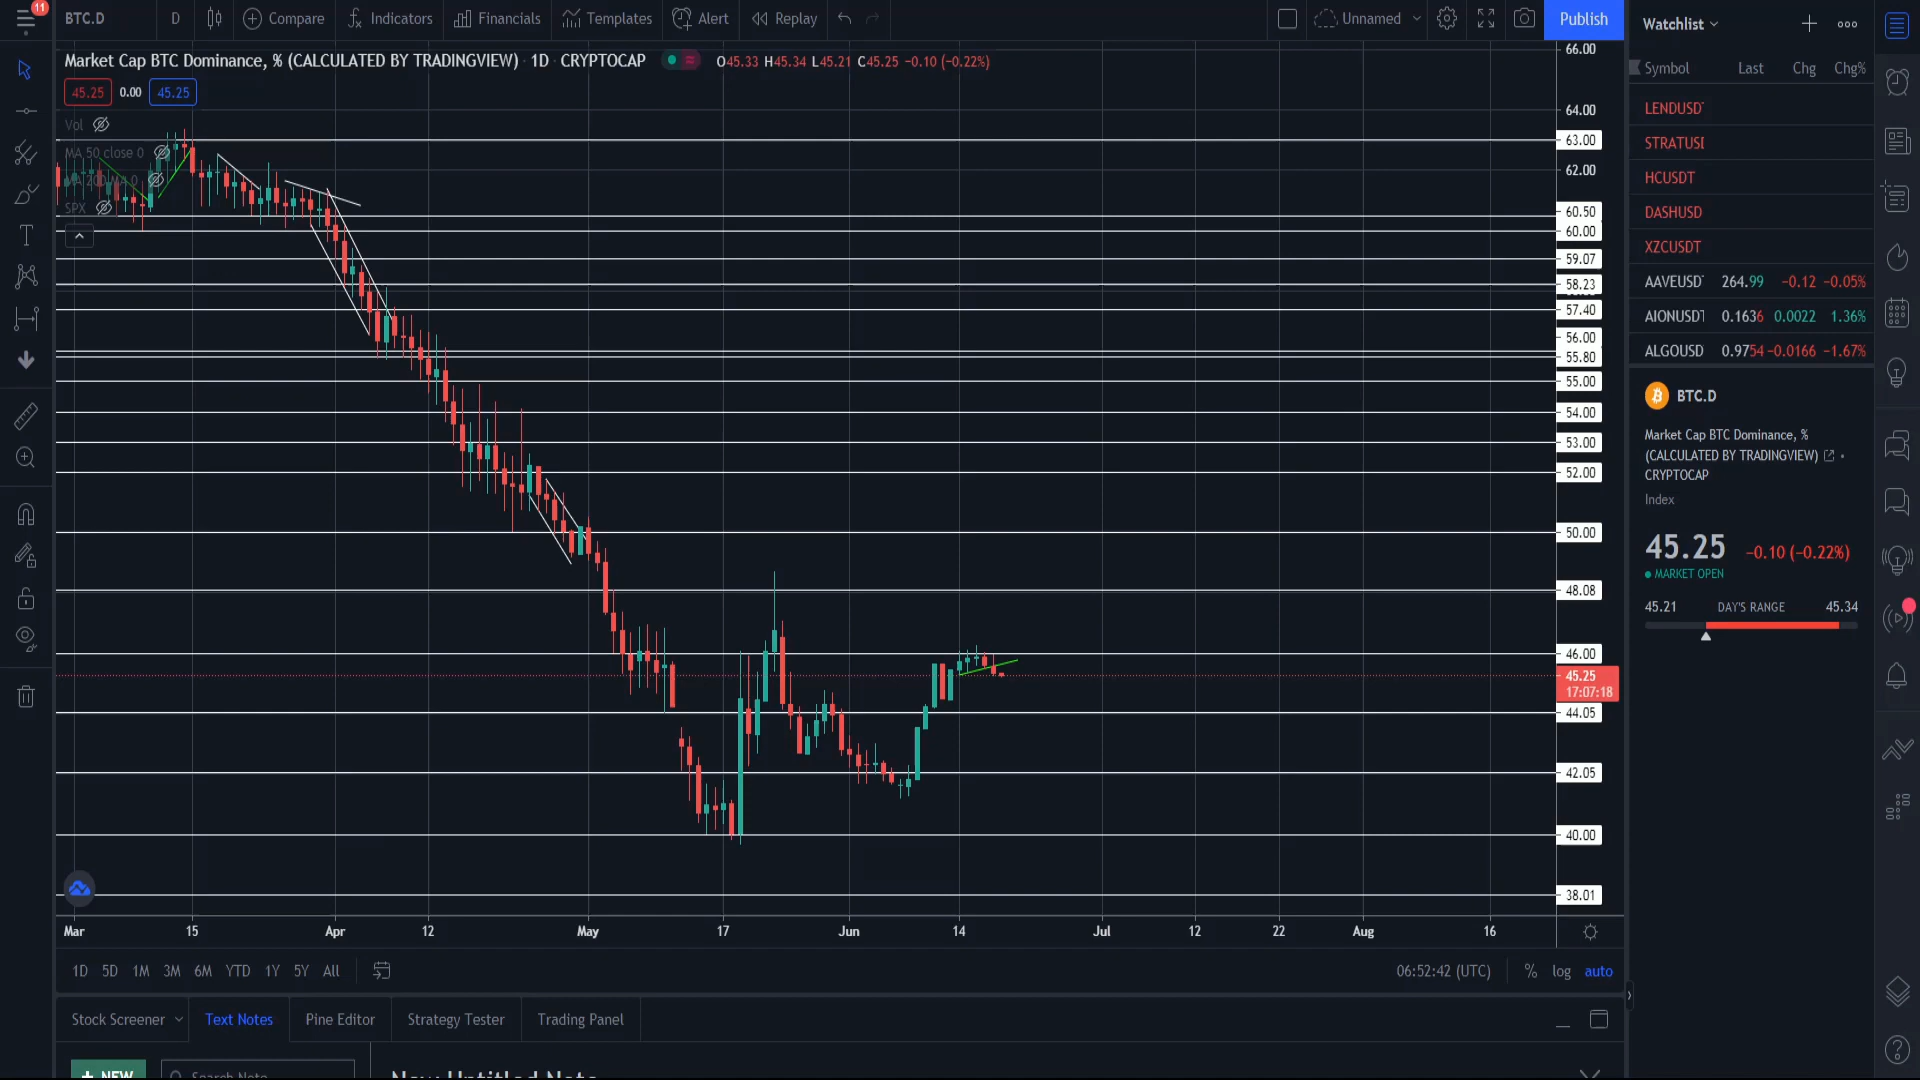 11
BTC.D
D
Compare
Indicators
Financials
Templates
Alert
Replay
Unnamed
Publish
Market Cap BTC Dominance, % (CALCULATED BY TRADINGVIEW) · 1D · CRYPTOCAP
O45.33 H45.34 L45.21 C45.25 −0.10 (−0.22%)
45.25 0.00 45.25
Vol
MA 50 close 0
SPX
66.00
64.00
63.00
62.00
60.50
60.00
59.07
58.23
57.40
56.00
55.80
55.00
54.00
53.00
52.00
50.00
48.08
46.00
45.25
17:07:18
44.05
42.05
40.00
38.01
Mar 15 Apr 12 May 17 Jun 14 Jul 12 22 Aug 16
1D 5D 1M 3M 6M YTD 1Y 5Y All
06:52:42 (UTC) % log auto
Stock Screener
Text Notes
Pine Editor
Strategy Tester
Trading Panel
+ NEW
Search Note
New Untitled Note
Watchlist
Symbol Last Chg Chg%
LENDUSDT
STRATUSI
HCUSDT
DASHUSD
XZCUSDT
AAVEUSDT 264.99 −0.12 −0.05%
AIONUSDT 0.1636 0.0022 1.36%
ALGOUSD 0.9754 −0.0166 −1.67%
BTC.D
Market Cap BTC Dominance, %
(CALCULATED BY TRADINGVIEW) •
CRYPTOCAP
Index
45.25 −0.10 (−0.22%)
MARKET OPEN
45.21 DAY'S RANGE 45.34